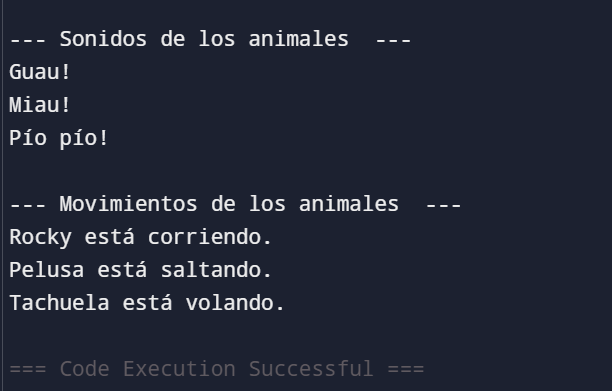 --- Sonidos de los animales  ---
Guau!
Miau!
Pío pío!
--- Movimientos de los animales  ---
Rocky está corriendo.
Pelusa está saltando.
Tachuela está volando.
=== Code Execution Successful ===